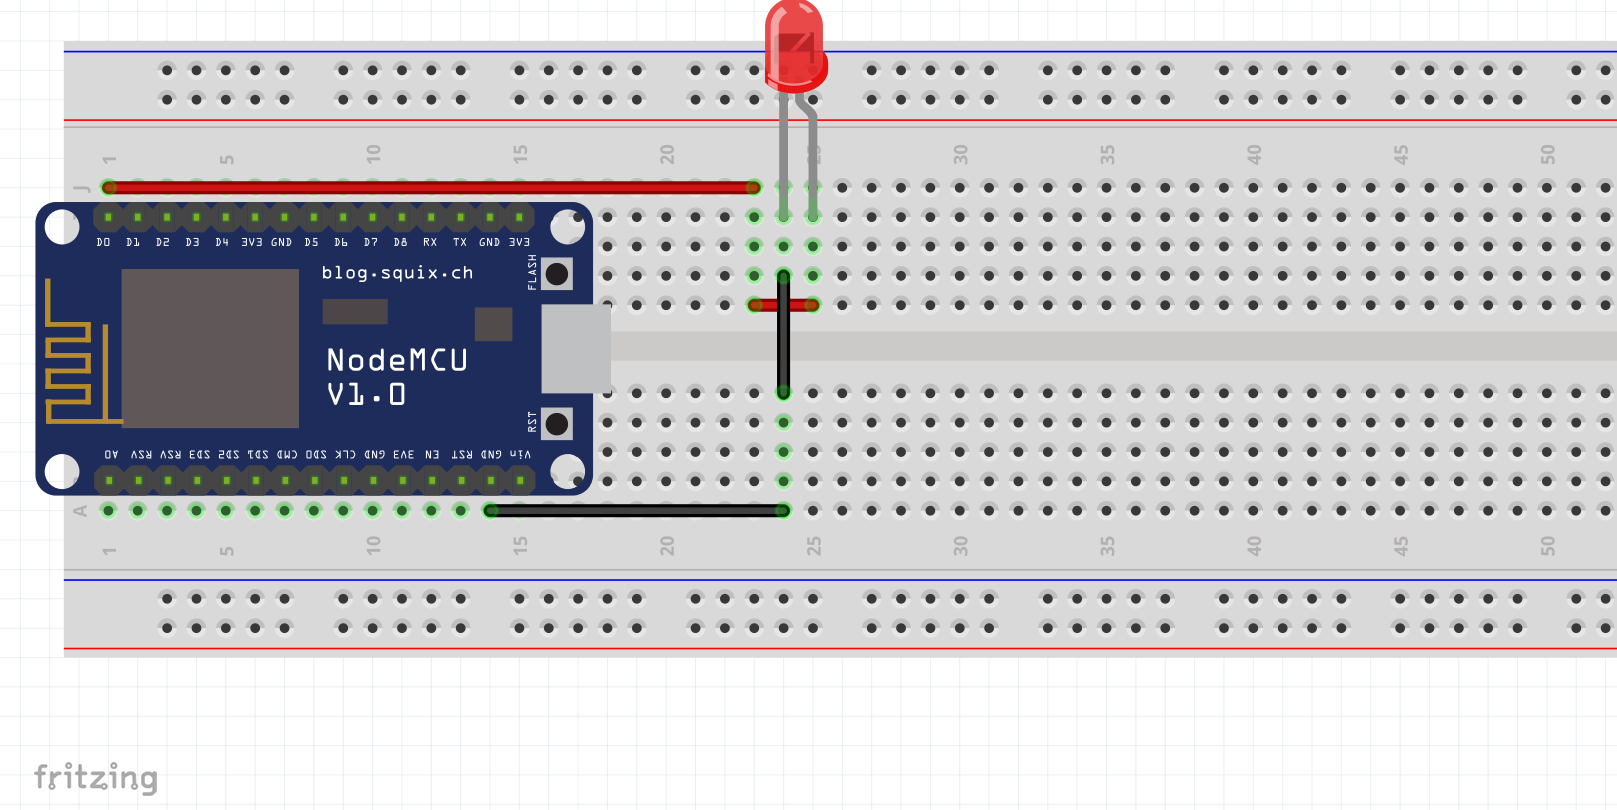 1 5 10 15 20 25 30 35 40 45 50
J
D0 D1 D2 D3 D4 3V3 GND D5 D6 D7 D8 RX TX GND 3V3
blog.squix.ch
FLASH
NodeMCU
V1.0
RST
A0 RSV RSV SD3 SD2 SD1 CMD SD0 CLK GND 3V3 EN RST GND Vin
A
1 5 10 15 20 25 30 35 40 45 50
fritzing